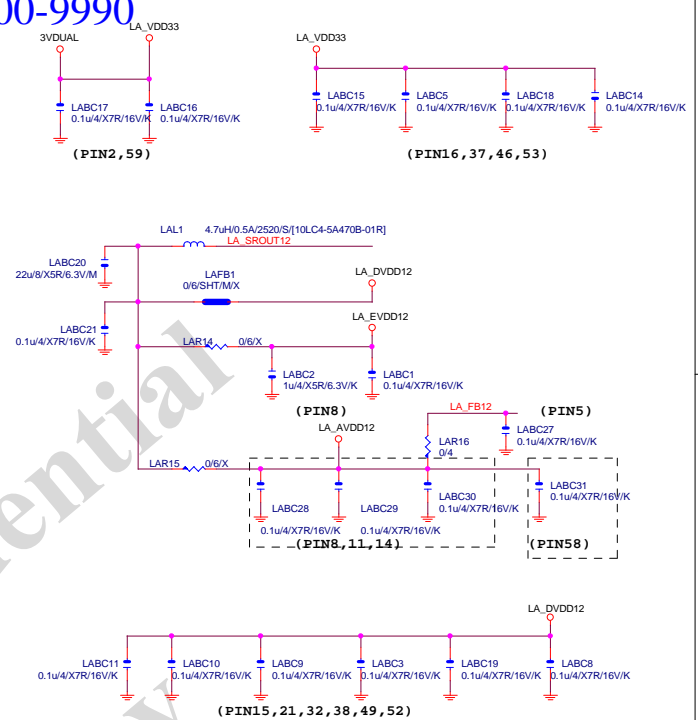 00-9990
3VDUAL
LA_VDD33
LABC17
0.1u/4/X7R/16V/K
LABC16
0.1u/4/X7R/16V/K
(PIN2,59)
LA_VDD33
LABC15
0.1u/4/X7R/16V/K
LABC5
0.1u/4/X7R/16V/K
LABC18
0.1u/4/X7R/16V/K
LABC14
0.1u/4/X7R/16V/K
(PIN16,37,46,53)
LAL1 4.7uH/0.5A/2520/S/[10LC4-5A470B-01R]
LA_SROUT12
LABC20
22u/8/X5R/6.3V/M
LAFB1
0/6/SHT/M/X
LA_DVDD12
LABC21
0.1u/4/X7R/16V/K
LA_EVDD12
LAR14 0/6/X
LABC2
1u/4/X5R/6.3V/K
LABC1
0.1u/4/X7R/16V/K
(PIN8)
LA_FB12
(PIN5)
LABC27
0.1u/4/X7R/16V/K
LA_AVDD12
LAR16
0/4
LAR15 0/6/X
LABC28
0.1u/4/X7R/16V/K
LABC29
0.1u/4/X7R/16V/K
LABC30
0.1u/4/X7R/16V/K
LABC31
0.1u/4/X7R/16V/K
(PIN8,11,14)
(PIN58)
LA_DVDD12
LABC11
0.1u/4/X7R/16V/K
LABC10
0.1u/4/X7R/16V/K
LABC9
0.1u/4/X7R/16V/K
LABC3
0.1u/4/X7R/16V/K
LABC19
0.1u/4/X7R/16V/K
LABC8
0.1u/4/X7R/16V/K
(PIN15,21,32,38,49,52)
ential